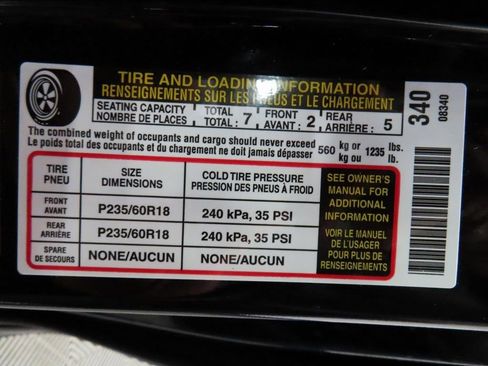 TIRE AND LOADING INFORMATION
RENSEIGNEMENTS SUR LES PNEUS ET LE CHARGEMENT
SEATING CAPACITY TOTAL FRONT REAR
NOMBRE DE PLACES TOTAL : 7 AVANT : 2 ARRIÈRE : 5
The combined weight of occupants and cargo should never exceed 560 kg or 1235 lbs.
Le poids total des occupants et du chargement ne doit jamais dépasser kg ou lb.
TIRE SIZE COLD TIRE PRESSURE
PNEU DIMENSIONS PRESSION DES PNEUS À FROID
FRONT
AVANT P235/60R18 240 kPa, 35 PSI
REAR
ARRIÈRE P235/60R18 240 kPa, 35 PSI
SPARE
DE SECOURS NONE/AUCUN NONE/AUCUN
SEE OWNER'S
MANUAL FOR
ADDITIONAL
INFORMATION
VOIR LE MANUEL
DE L'USAGER
POUR PLUS DE
RENSEIGNEMENTS
340
08340